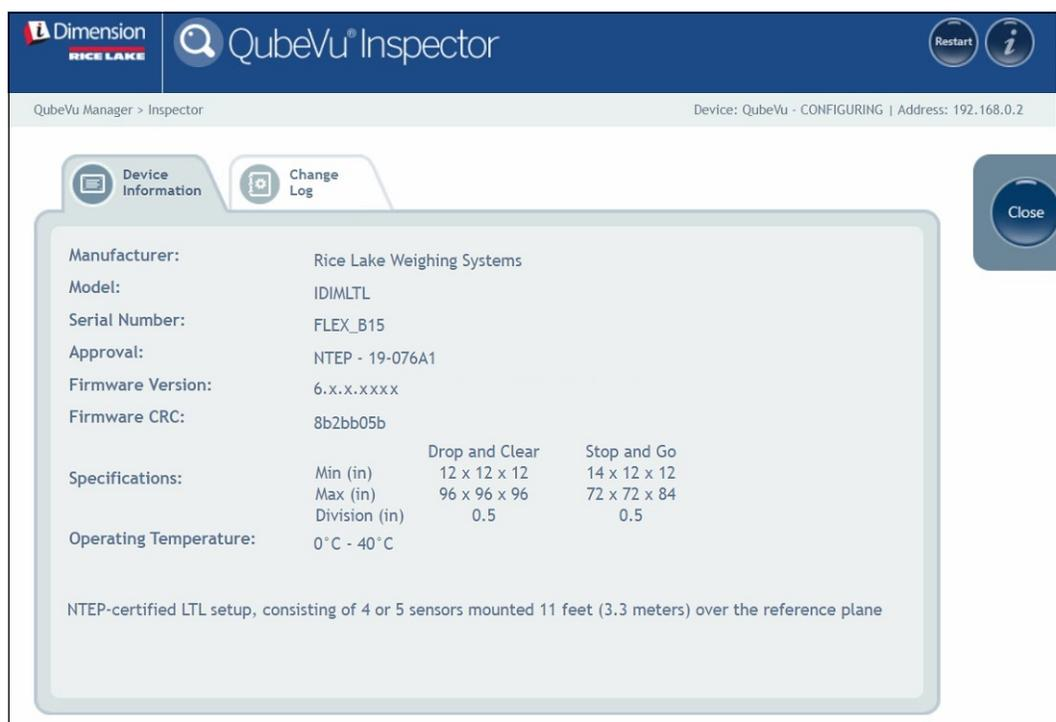 iDimension
RICE LAKE
QubeVu® Inspector
Restart
i
QubeVu Manager > Inspector
Device: QubeVu - CONFIGURING | Address: 192.168.0.2
Device
Information
Change
Log
Close
Manufacturer: Rice Lake Weighing Systems
Model: IDIMLTL
Serial Number: FLEX_B15
Approval: NTEP - 19-076A1
Firmware Version: 6.x.x.xxxx
Firmware CRC: 8b2bb05b
Drop and Clear Stop and Go
Specifications: Min (in) 12 x 12 x 12 14 x 12 x 12
Max (in) 96 x 96 x 96 72 x 72 x 84
Division (in) 0.5 0.5
Operating Temperature: 0°C - 40°C
NTEP-certified LTL setup, consisting of 4 or 5 sensors mounted 11 feet (3.3 meters) over the reference plane